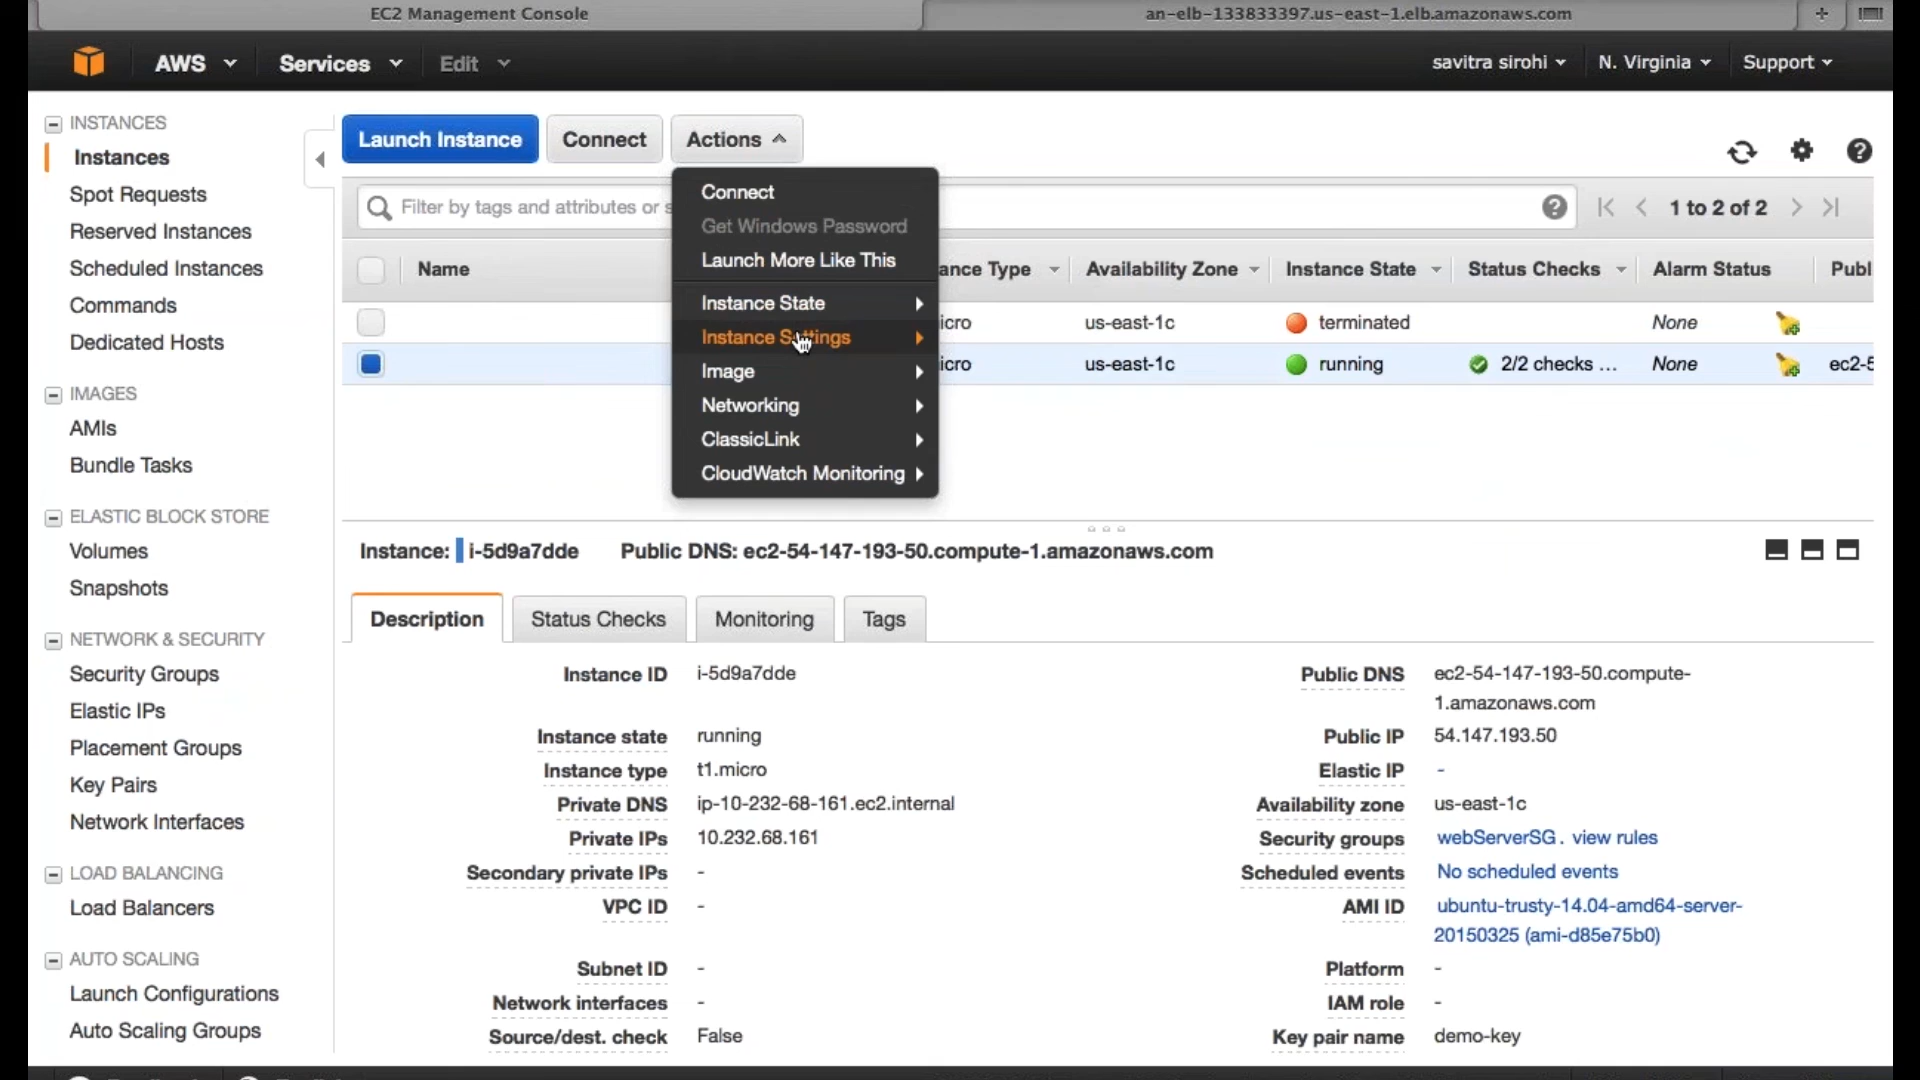 EC2 Management Console
an-elb-133833397.us-east-1.elb.amazonaws.com
AWS
Services
Edit
savitra sirohi
N. Virginia
Support
INSTANCES
Instances
Spot Requests
Reserved Instances
Scheduled Instances
Commands
Dedicated Hosts
IMAGES
AMIs
Bundle Tasks
ELASTIC BLOCK STORE
Volumes
Snapshots
NETWORK & SECURITY
Security Groups
Elastic IPs
Placement Groups
Key Pairs
Network Interfaces
LOAD BALANCING
Load Balancers
AUTO SCALING
Launch Configurations
Auto Scaling Groups
Launch Instance
Connect
Actions
Connect
Get Windows Password
Launch More Like This
Instance State
Instance Settings
Image
Networking
ClassicLink
CloudWatch Monitoring
Filter by tags and attributes or s
1 to 2 of 2
Name
ance Type
Availability Zone
Instance State
Status Checks
Alarm Status
Publ
icro
us-east-1c
terminated
None
icro
us-east-1c
running
2/2 checks ...
None
ec2-5
Instance: i-5d9a7dde
Public DNS: ec2-54-147-193-50.compute-1.amazonaws.com
Description
Status Checks
Monitoring
Tags
Instance ID i-5d9a7dde
Instance state running
Instance type t1.micro
Private DNS ip-10-232-68-161.ec2.internal
Private IPs 10.232.68.161
Secondary private IPs -
VPC ID -
Subnet ID -
Network interfaces -
Source/dest. check False
Public DNS ec2-54-147-193-50.compute-
1.amazonaws.com
Public IP 54.147.193.50
Elastic IP -
Availability zone us-east-1c
Security groups webServerSG. view rules
Scheduled events No scheduled events
AMI ID ubuntu-trusty-14.04-amd64-server-
20150325 (ami-d85e75b0)
Platform -
IAM role -
Key pair name demo-key